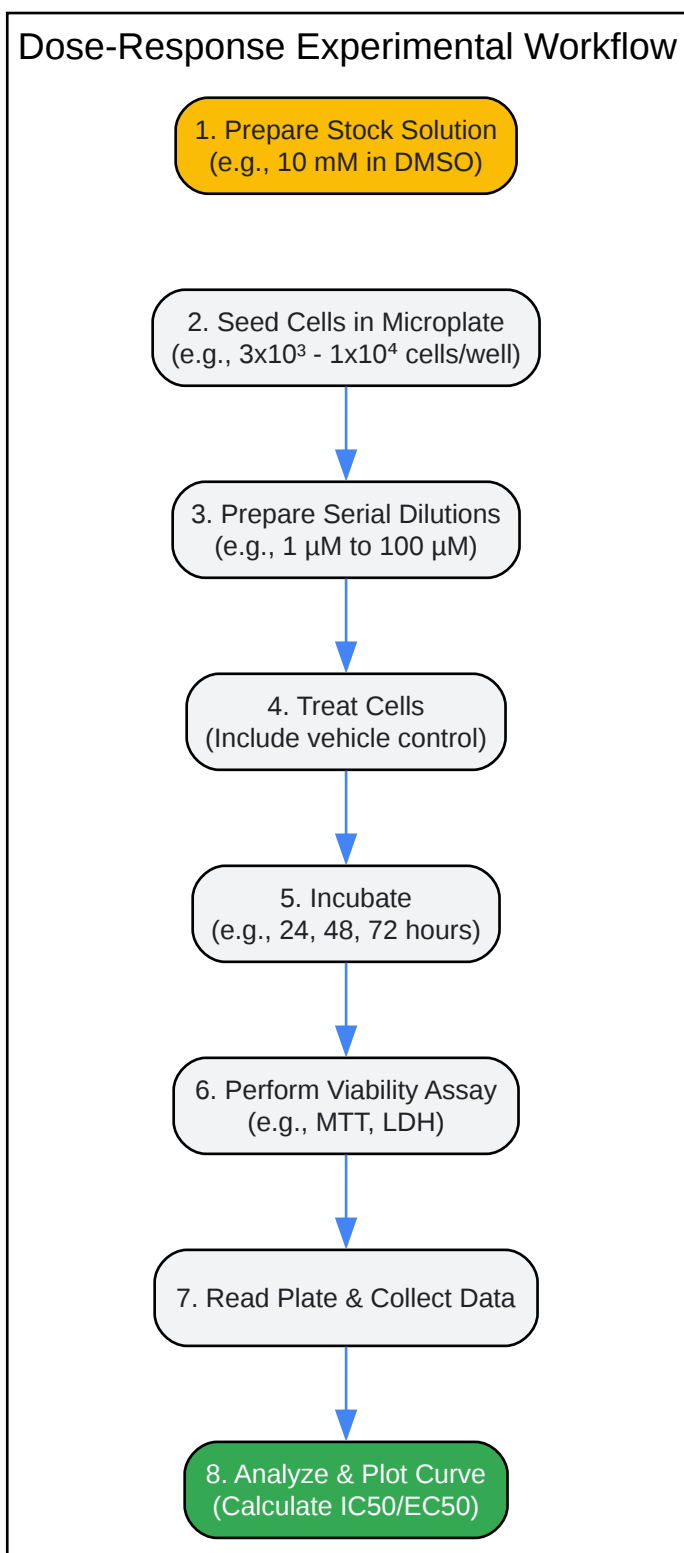 Dose-Response Experimental Workflow
1. Prepare Stock Solution
(e.g., 10 mM in DMSO)
2. Seed Cells in Microplate
(e.g., 3x10³ - 1x10⁴ cells/well)
3. Prepare Serial Dilutions
(e.g., 1 µM to 100 µM)
4. Treat Cells
(Include vehicle control)
5. Incubate
(e.g., 24, 48, 72 hours)
6. Perform Viability Assay
(e.g., MTT, LDH)
7. Read Plate & Collect Data
8. Analyze & Plot Curve
(Calculate IC50/EC50)